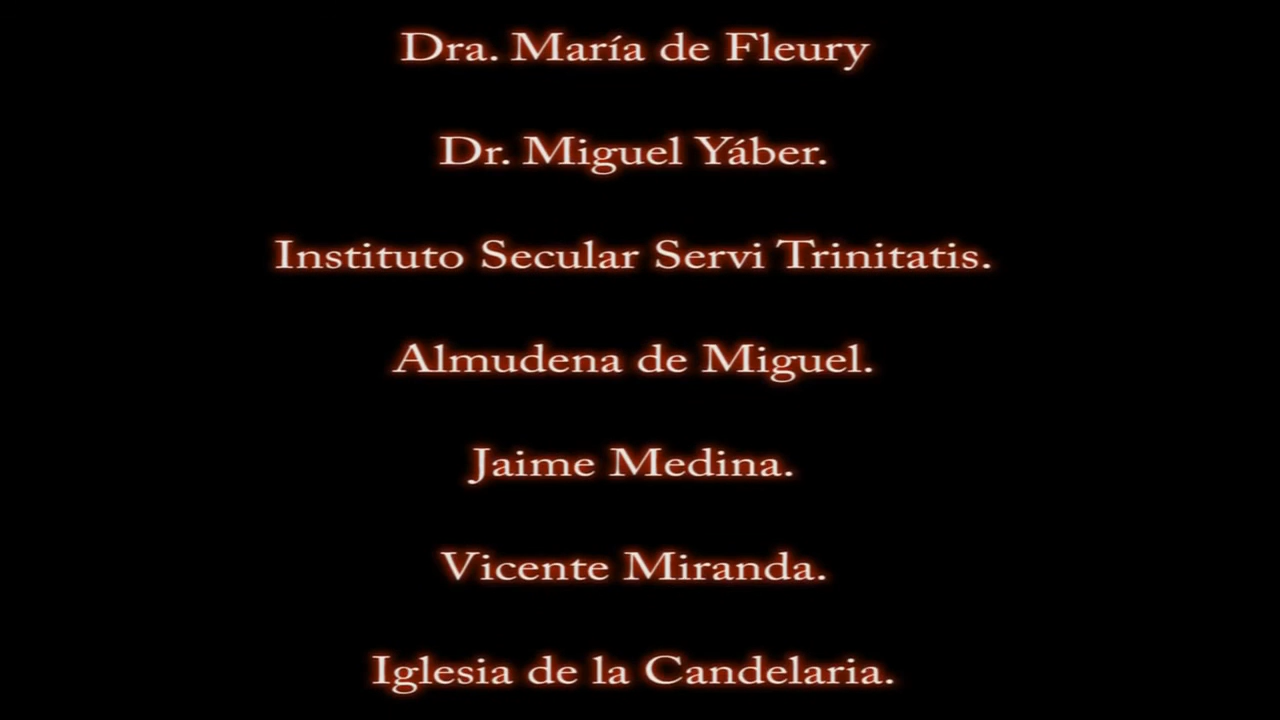 Dra. María de Fleury
Dr. Miguel Yáber.
Instituto Secular Servi Trinitatis.
Almudena de Miguel.
Jaime Medina.
Vicente Miranda.
Iglesia de la Candelaria.